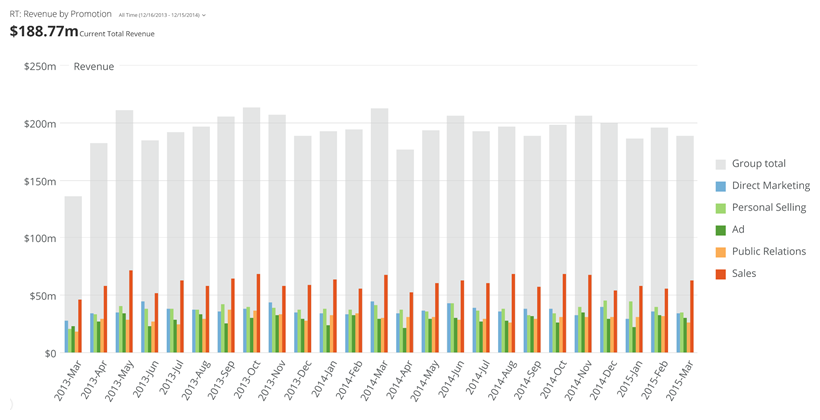 RT: Revenue by Promotion All Time (12/16/2013 - 12/15/2014)
$188.77m Current Total Revenue
$250m
Revenue
$200m
$150m
$100m
$50m
$0
Group total
Direct Marketing
Personal Selling
Ad
Public Relations
Sales
2013-Mar
2013-Apr
2013-May
2013-Jun
2013-Jul
2013-Aug
2013-Sep
2013-Oct
2013-Nov
2013-Dec
2014-Jan
2014-Feb
2014-Mar
2014-Apr
2014-May
2014-Jun
2014-Jul
2014-Aug
2014-Sep
2014-Oct
2014-Nov
2014-Dec
2015-Jan
2015-Feb
2015-Mar